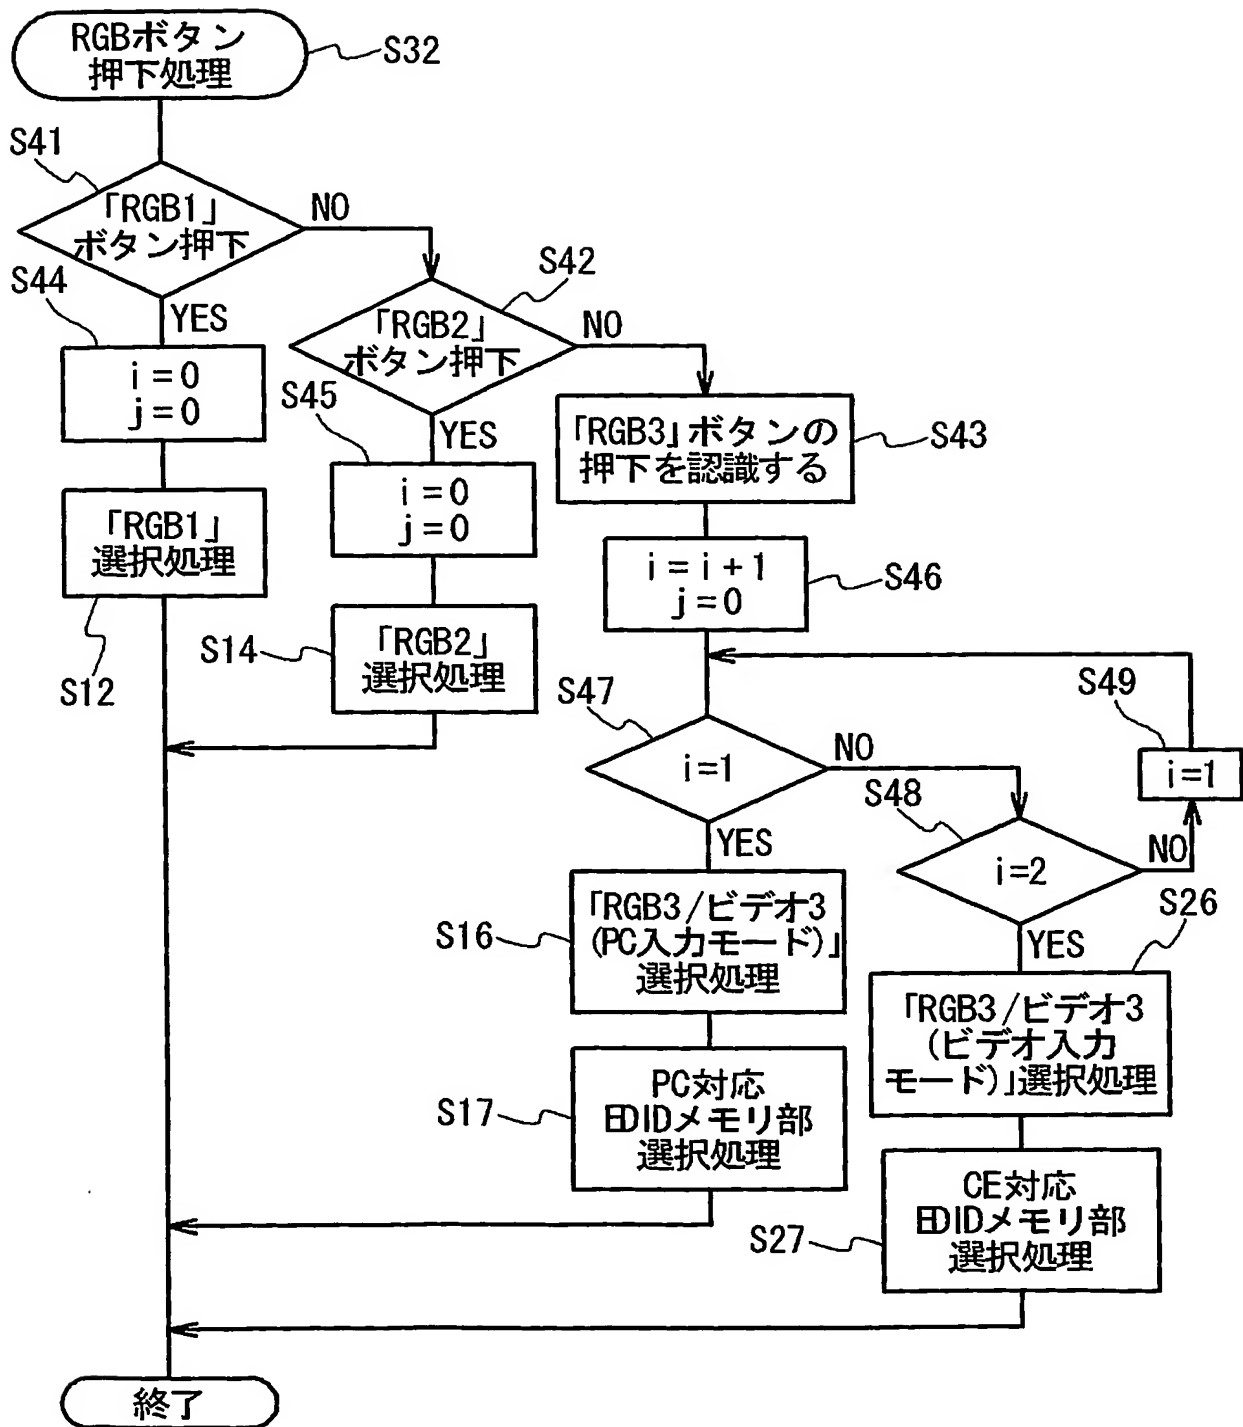 RGBボタン
押下処理
S32
S41
「RGB1」
ボタン押下
NO
S42
S44
YES
「RGB2」
ボタン押下
NO
i=0
j=0
S45
YES
「RGB3」ボタンの
押下を認識する
S43
i=0
j=0
「RGB1」
選択処理
i=i+1
j=0
S46
S12
S14
「RGB2」
選択処理
S47
S49
i=1
NO
i=1
S48
YES
i=2
NO
S16
「RGB3/ビデオ3
(PC入力モード)」
選択処理
S26
YES
「RGB3/ビデオ3
(ビデオ入力
モード)」選択処理
S17
PC対応
EDIDメモリ部
選択処理
S27
CE対応
EDIDメモリ部
選択処理
終了